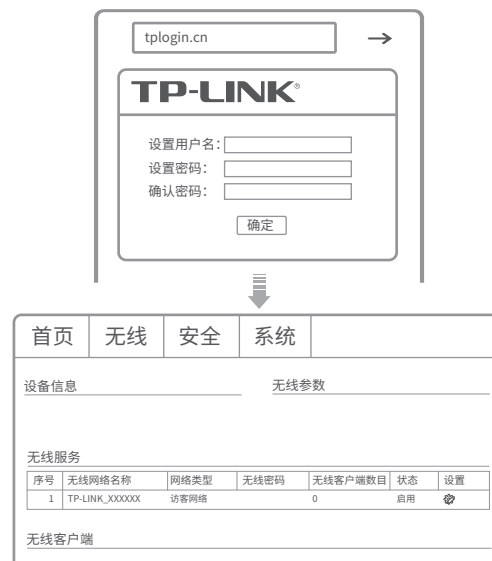 tplogin.cn
TP-LINK®
设置用户名：
设置密码：
确认密码：
确定
首页 无线 安全 系统
设备信息 无线参数
无线服务
序号 无线网络名称 网络类型 无线密码 无线客户端数目 状态 设置
1 TP-LINK_XXXXXX 访客网络 0 启用
无线客户端